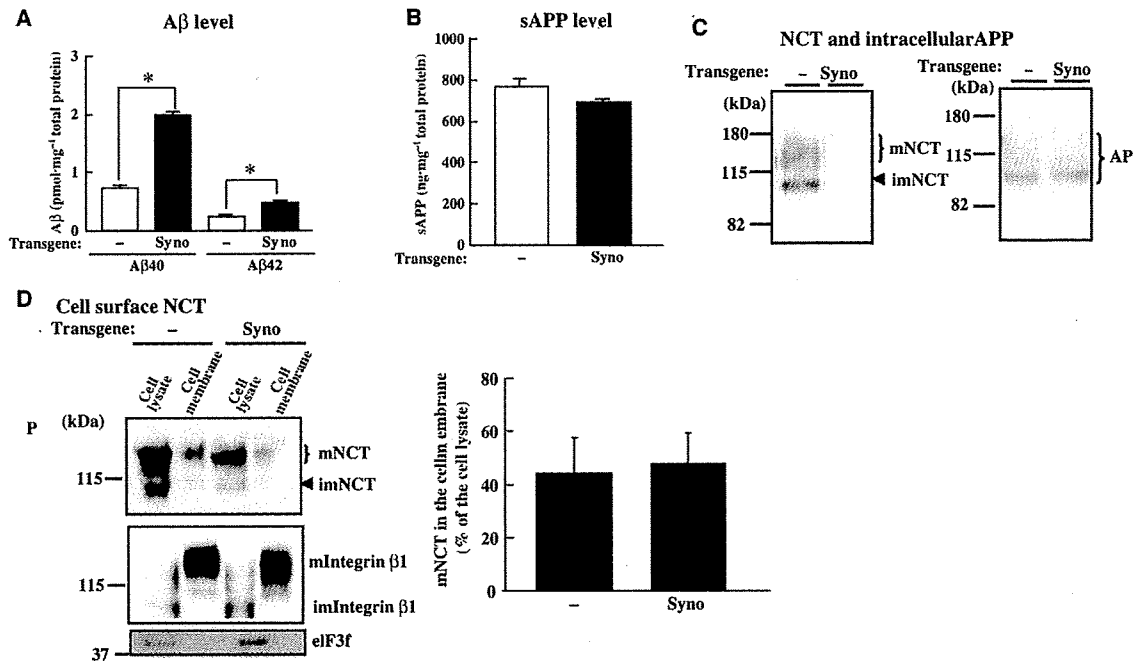 A
Aβ level
Aβ (pmol·mg⁻¹ total protein)
3
2
1
0
*
*
Transgene: – Syno – Syno
Aβ40 Aβ42
B
sAPP level
sAPP (ng·mg⁻¹ total protein)
1000
800
600
400
200
0
Transgene: – Syno
C
NCT and intracellularAPP
Transgene: – Syno
(kDa)
180
115
82
mNCT
imNCT
Transgene: – Syno
(kDa)
180
115
82
AP
D
Cell surface NCT
Transgene: – Syno
Cell lysate
Cell membrane
Cell lysate
Cell membrane
P
(kDa)
115
mNCT
imNCT
115
mIntegrin β1
imIntegrin β1
37
eIF3f
mNCT in the cellm embrane
(% of the cell lysate)
80
60
40
20
0
– Syno